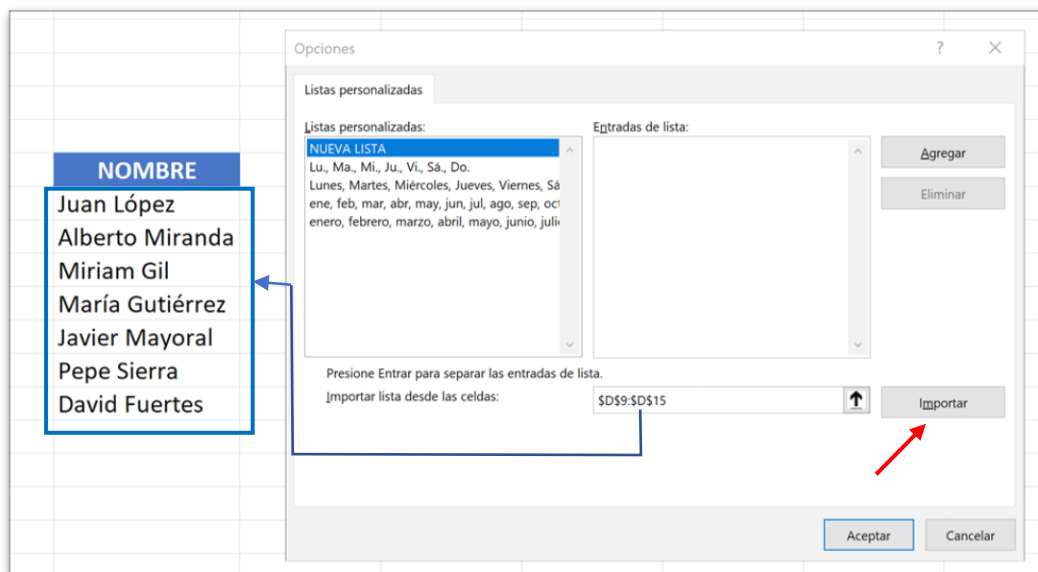 Opciones
?
Listas personalizadas
Listas personalizadas:
Entradas de lista:
NUEVA LISTA
Lu., Ma., Mi., Ju., Vi., Sá., Do.
Lunes, Martes, Miércoles, Jueves, Viernes, Sá
ene, feb, mar, abr, may, jun, jul, ago, sep, oct
enero, febrero, marzo, abril, mayo, junio, julio
Agregar
Eliminar
NOMBRE
Juan López
Alberto Miranda
Miriam Gil
María Gutiérrez
Javier Mayoral
Pepe Sierra
David Fuertes
Presione Entrar para separar las entradas de lista.
Importar lista desde las celdas:
$D$9:$D$15
Importar
Aceptar
Cancelar